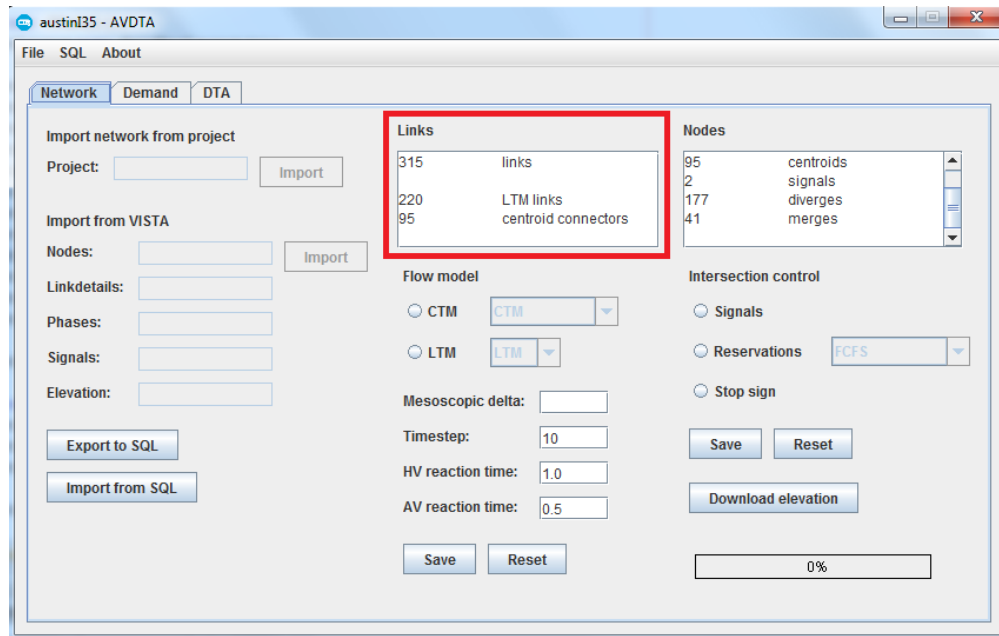 austinI35 - AVDTA
File SQL About
Network Demand DTA
Import network from project
Project: Import
Import from VISTA
Nodes: Import
Linkdetails:
Phases:
Signals:
Elevation:
Export to SQL
Import from SQL
Links
315 links
220 LTM links
95 centroid connectors
Flow model
CTM CTM
LTM LTM
Mesoscopic delta:
Timestep: 10
HV reaction time: 1.0
AV reaction time: 0.5
Save Reset
Nodes
95 centroids
2 signals
177 diverges
41 merges
Intersection control
Signals
Reservations FCFS
Stop sign
Save Reset
Download elevation
0%